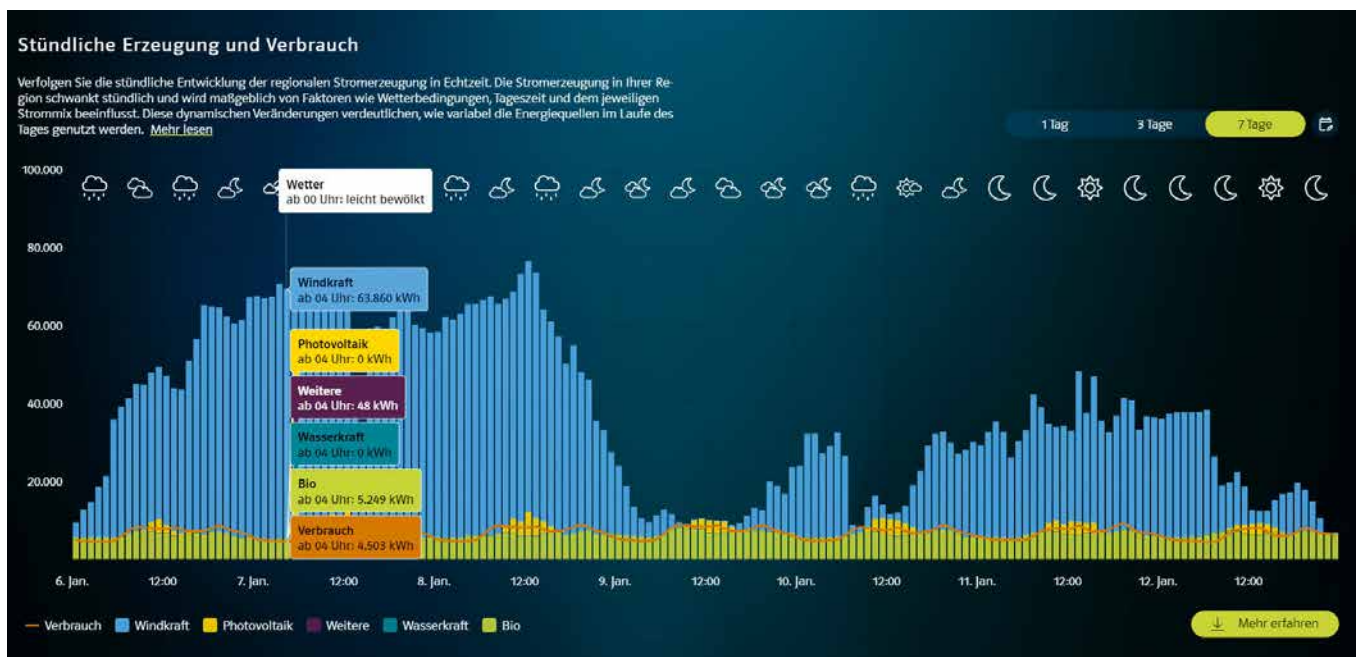 Stündliche Erzeugung und Verbrauch
Verfolgen Sie die stündliche Entwicklung der regionalen Stromerzeugung in Echtzeit. Die Stromerzeugung in Ihrer Re-
gion schwankt stündlich und wird maßgeblich von Faktoren wie Wetterbedingungen, Tageszeit und dem jeweiligen
Strommix beeinflusst. Diese dynamischen Veränderungen verdeutlichen, wie variabel die Energiequellen im Laufe des
Tages genutzt werden. Mehr lesen
1 Tag 3 Tage 7 Tage
100.000
Wetter
ab 00 Uhr: leicht bewölkt
80.000
Windkraft
ab 04 Uhr: 63.860 kWh
60.000
Photovoltaik
ab 04 Uhr: 0 kWh
Weitere
ab 04 Uhr: 48 kWh
40.000
Wasserkraft
ab 04 Uhr: 0 kWh
20.000
Bio
ab 04 Uhr: 5.249 kWh
Verbrauch
ab 04 Uhr: 4.503 kWh
6. Jan. 12:00 7. Jan. 12:00 8. Jan. 12:00 9. Jan. 12:00 10. Jan. 12:00 11. Jan. 12:00 12. Jan. 12:00
Verbrauch Windkraft Photovoltaik Weitere Wasserkraft Bio
Mehr erfahren